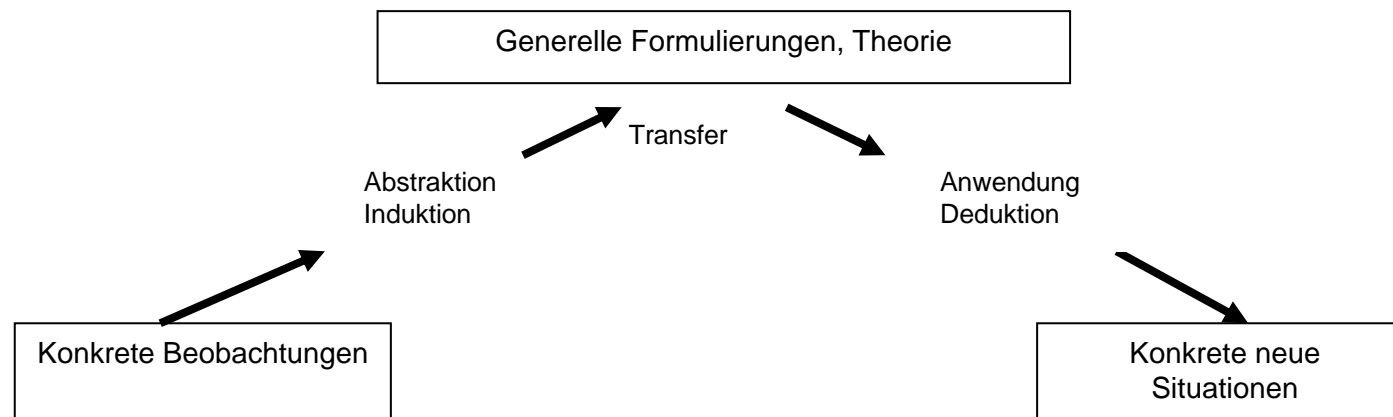 Generelle Formulierungen, Theorie
Transfer
Abstraktion
Induktion
Anwendung
Deduktion
Konkrete Beobachtungen
Konkrete neue
Situationen